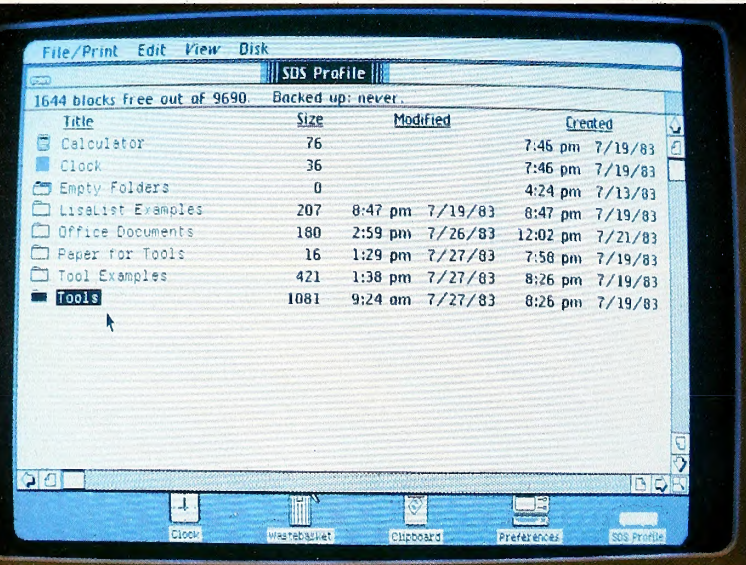 File/Print Edit View Disk
SDS Profile
1644 blocks free out of 9690. Backed up: never.
Title Size Modified Created
Calculator 76 7:46 pm 7/19/83
Clock 36 7:46 pm 7/19/83
Empty Folders 0 4:24 pm 7/13/83
LisaList Examples 207 8:47 pm 7/19/83 8:47 pm 7/19/83
Office Documents 180 2:59 pm 7/26/83 12:02 pm 7/21/83
Paper for Tools 16 1:29 pm 7/27/83 7:58 pm 7/19/83
Tool Examples 421 1:38 pm 7/27/83 8:26 pm 7/19/83
Tools 1081 9:24 am 7/27/83 8:26 pm 7/19/83
Clock Wastebasket Clipboard Preferences SDS Profile